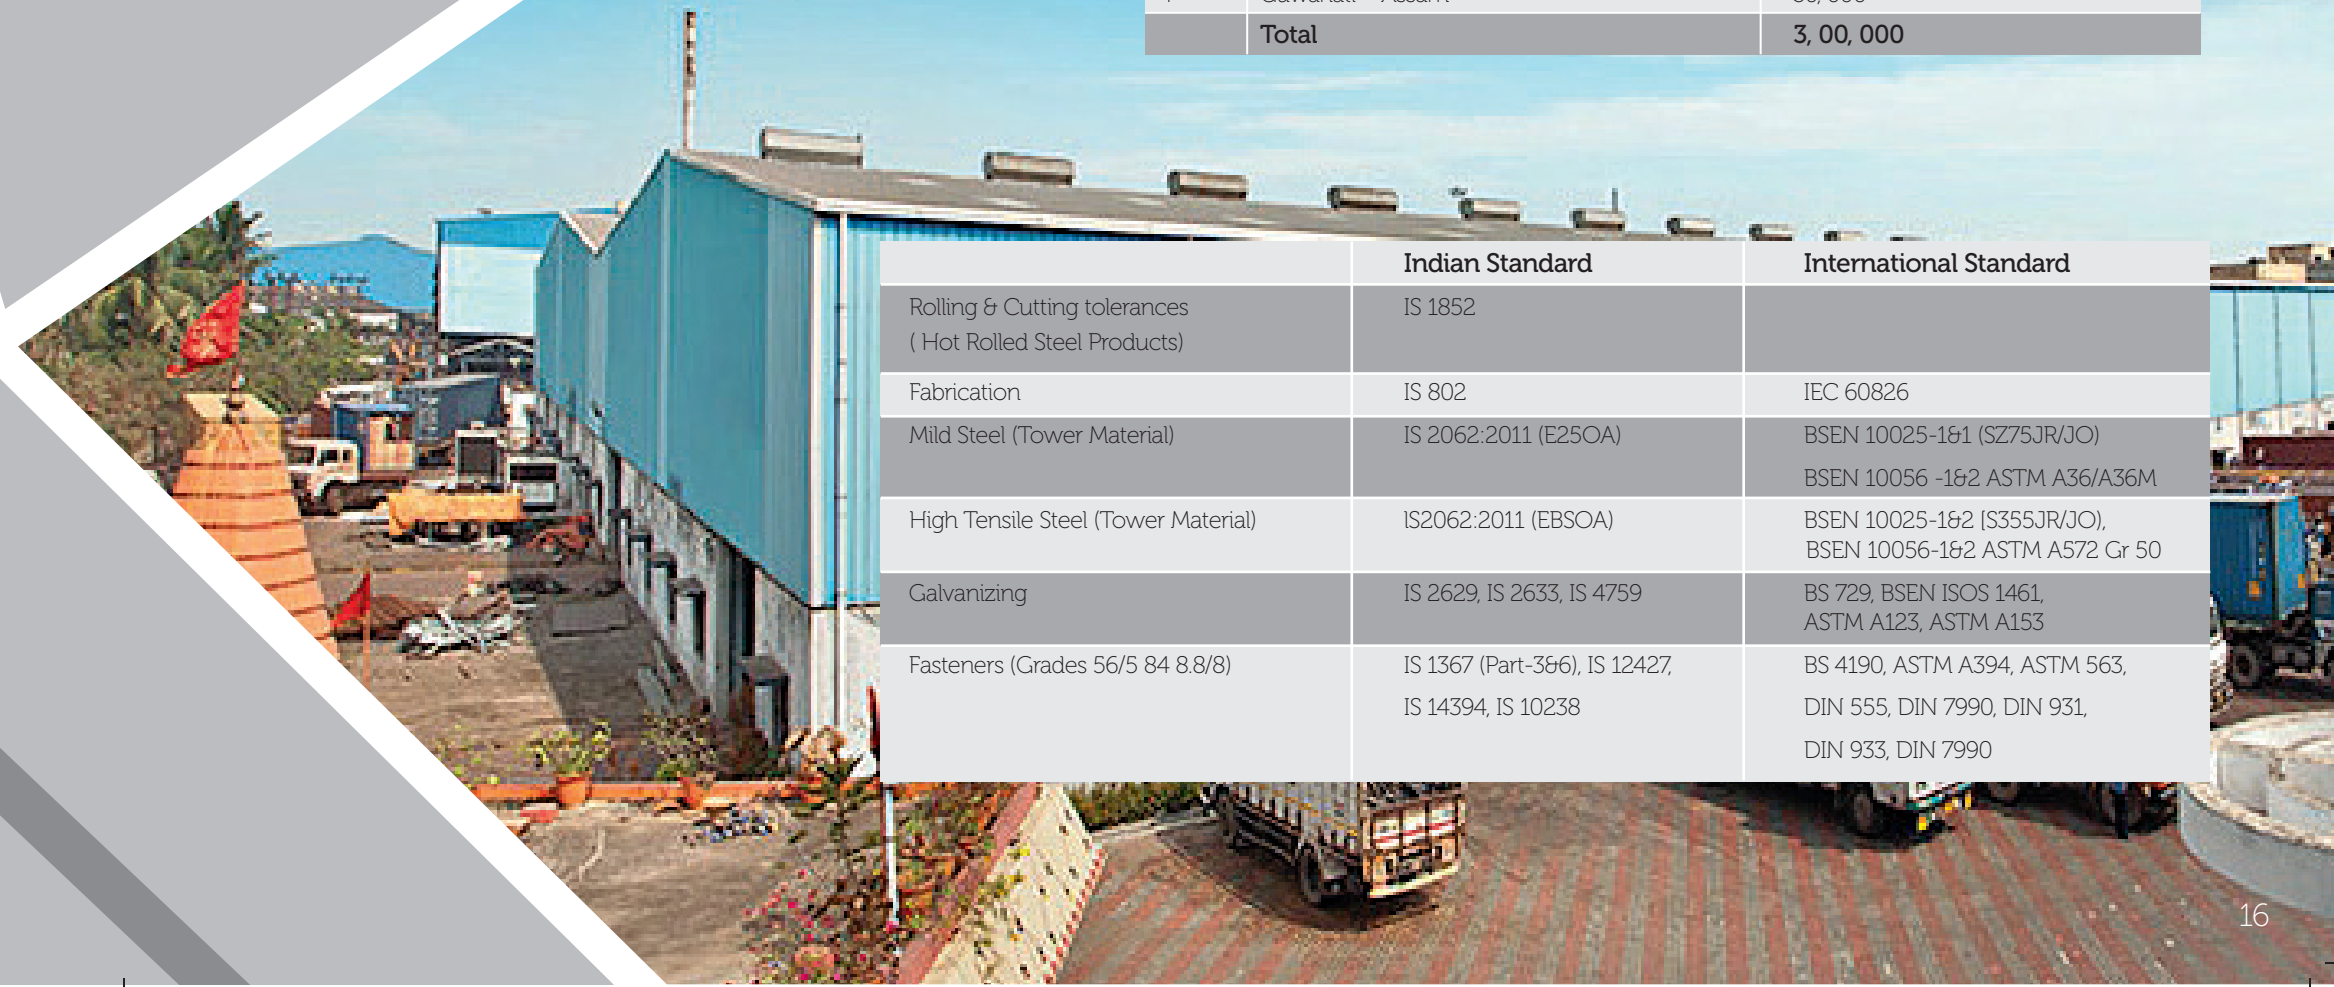 Total 3, 00, 000
Indian Standard International Standard
Rolling & Cutting tolerances IS 1852
( Hot Rolled Steel Products)
Fabrication IS 802 IEC 60826
Mild Steel (Tower Material) IS 2062:2011 (E25OA) BSEN 10025-1&1 (SZ75JR/JO)
BSEN 10056 -1&2 ASTM A36/A36M
High Tensile Steel (Tower Material) lS2062:2011 (EBSOA) BSEN 10025-1&2 [S355JR/JO),
BSEN 10056-1&2 ASTM A572 Gr 50
Galvanizing IS 2629, IS 2633, IS 4759 BS 729, BSEN ISOS 1461,
ASTM A123, ASTM A153
Fasteners (Grades 56/5 84 8.8/8) IS 1367 (Part-3&6), IS 12427, BS 4190, ASTM A394, ASTM 563,
IS 14394, IS 10238 DIN 555, DIN 7990, DIN 931,
DIN 933, DIN 7990
16